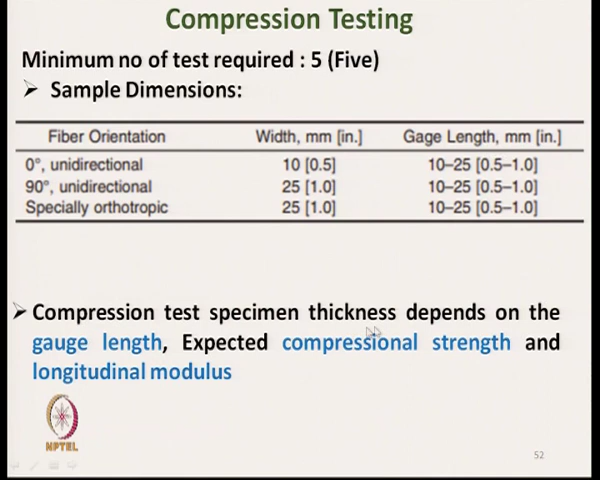 Compression Testing
Minimum no of test required : 5 (Five)
➢ Sample Dimensions:
Fiber Orientation Width, mm [in.] Gage Length, mm [in.]
0°, unidirectional 10 [0.5] 10–25 [0.5–1.0]
90°, unidirectional 25 [1.0] 10–25 [0.5–1.0]
Specially orthotropic 25 [1.0] 10–25 [0.5–1.0]
➢ Compression test specimen thickness depends on the
gauge length, Expected compressional strength and
longitudinal modulus
NPTEL
52